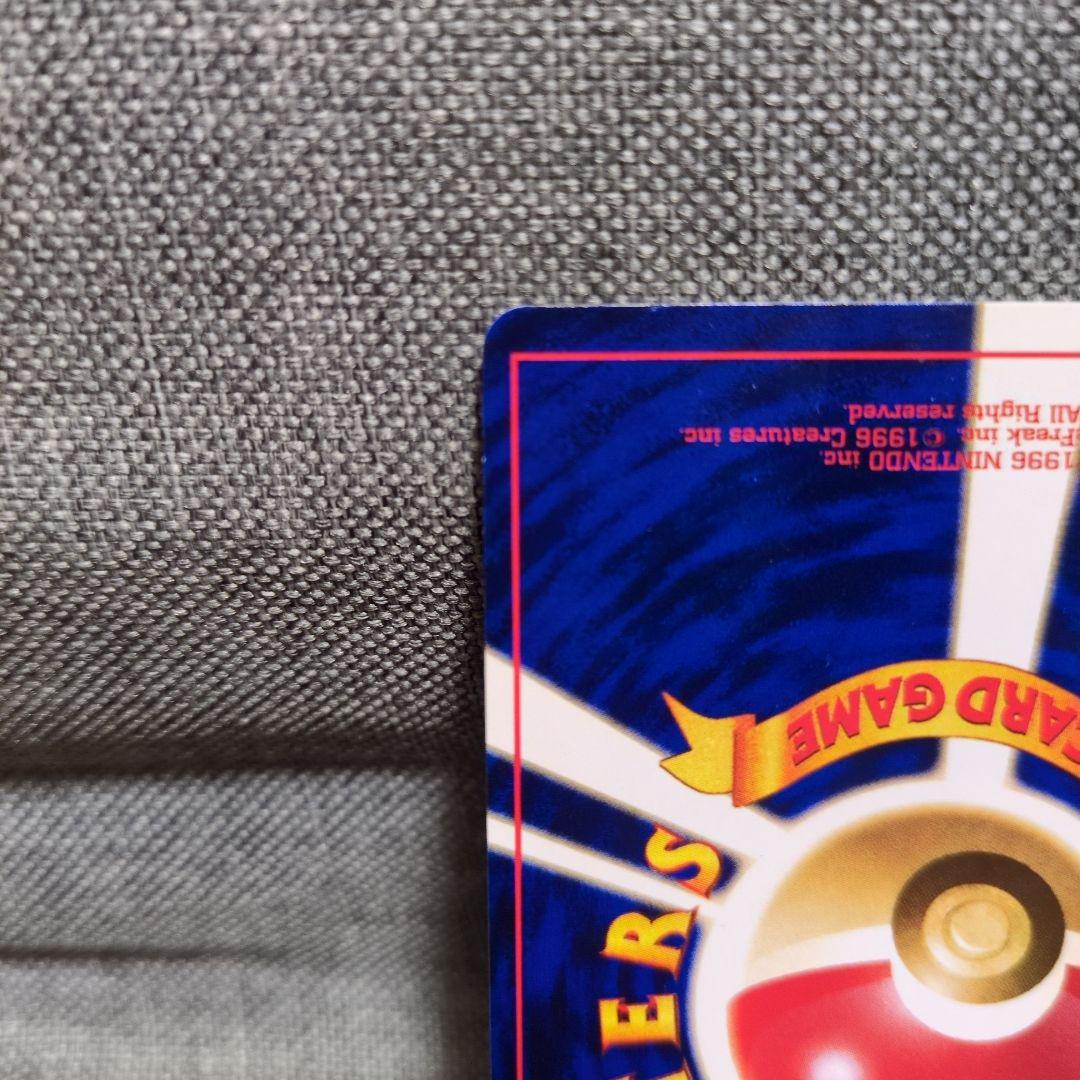 1996 NINTENDO inc.
Freak inc. © 1996 Creatures inc.
All Rights reserved.
CARD GAME
ERS